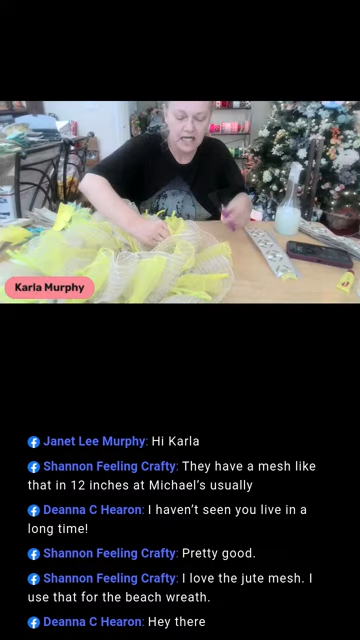 Karla Murphy
Janet Lee Murphy: Hi Karla
Shannon Feeling Crafty: They have a mesh like
that in 12 inches at Michael's usually
Deanna C Hearon: I haven't seen you live in a
long time!
Shannon Feeling Crafty: Pretty good.
Shannon Feeling Crafty: I love the jute mesh. I
use that for the beach wreath.
Deanna C Hearon: Hey there